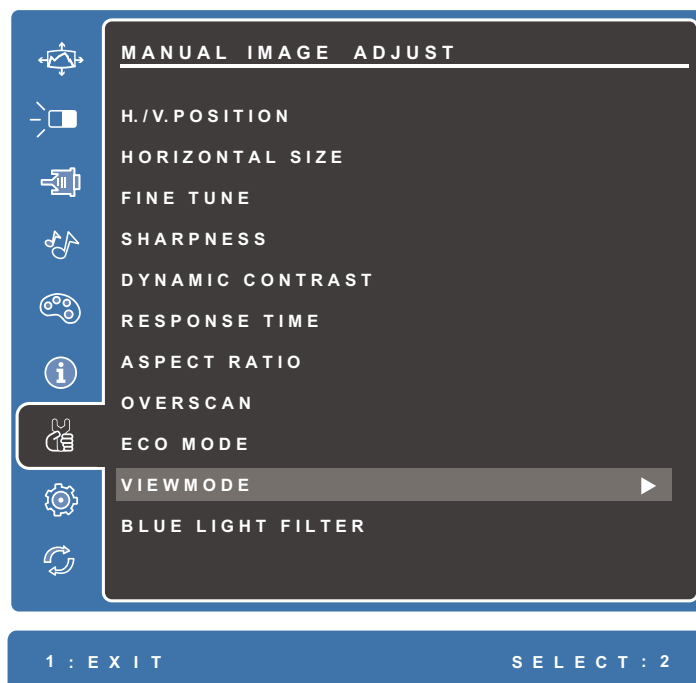 MANUAL IMAGE ADJUST
H./V.POSITION
HORIZONTAL SIZE
FINE TUNE
SHARPNESS
DYNAMIC CONTRAST
RESPONSE TIME
ASPECT RATIO
OVERSCAN
ECO MODE
VIEWMODE
BLUE LIGHT FILTER
1:EXIT SELECT:2